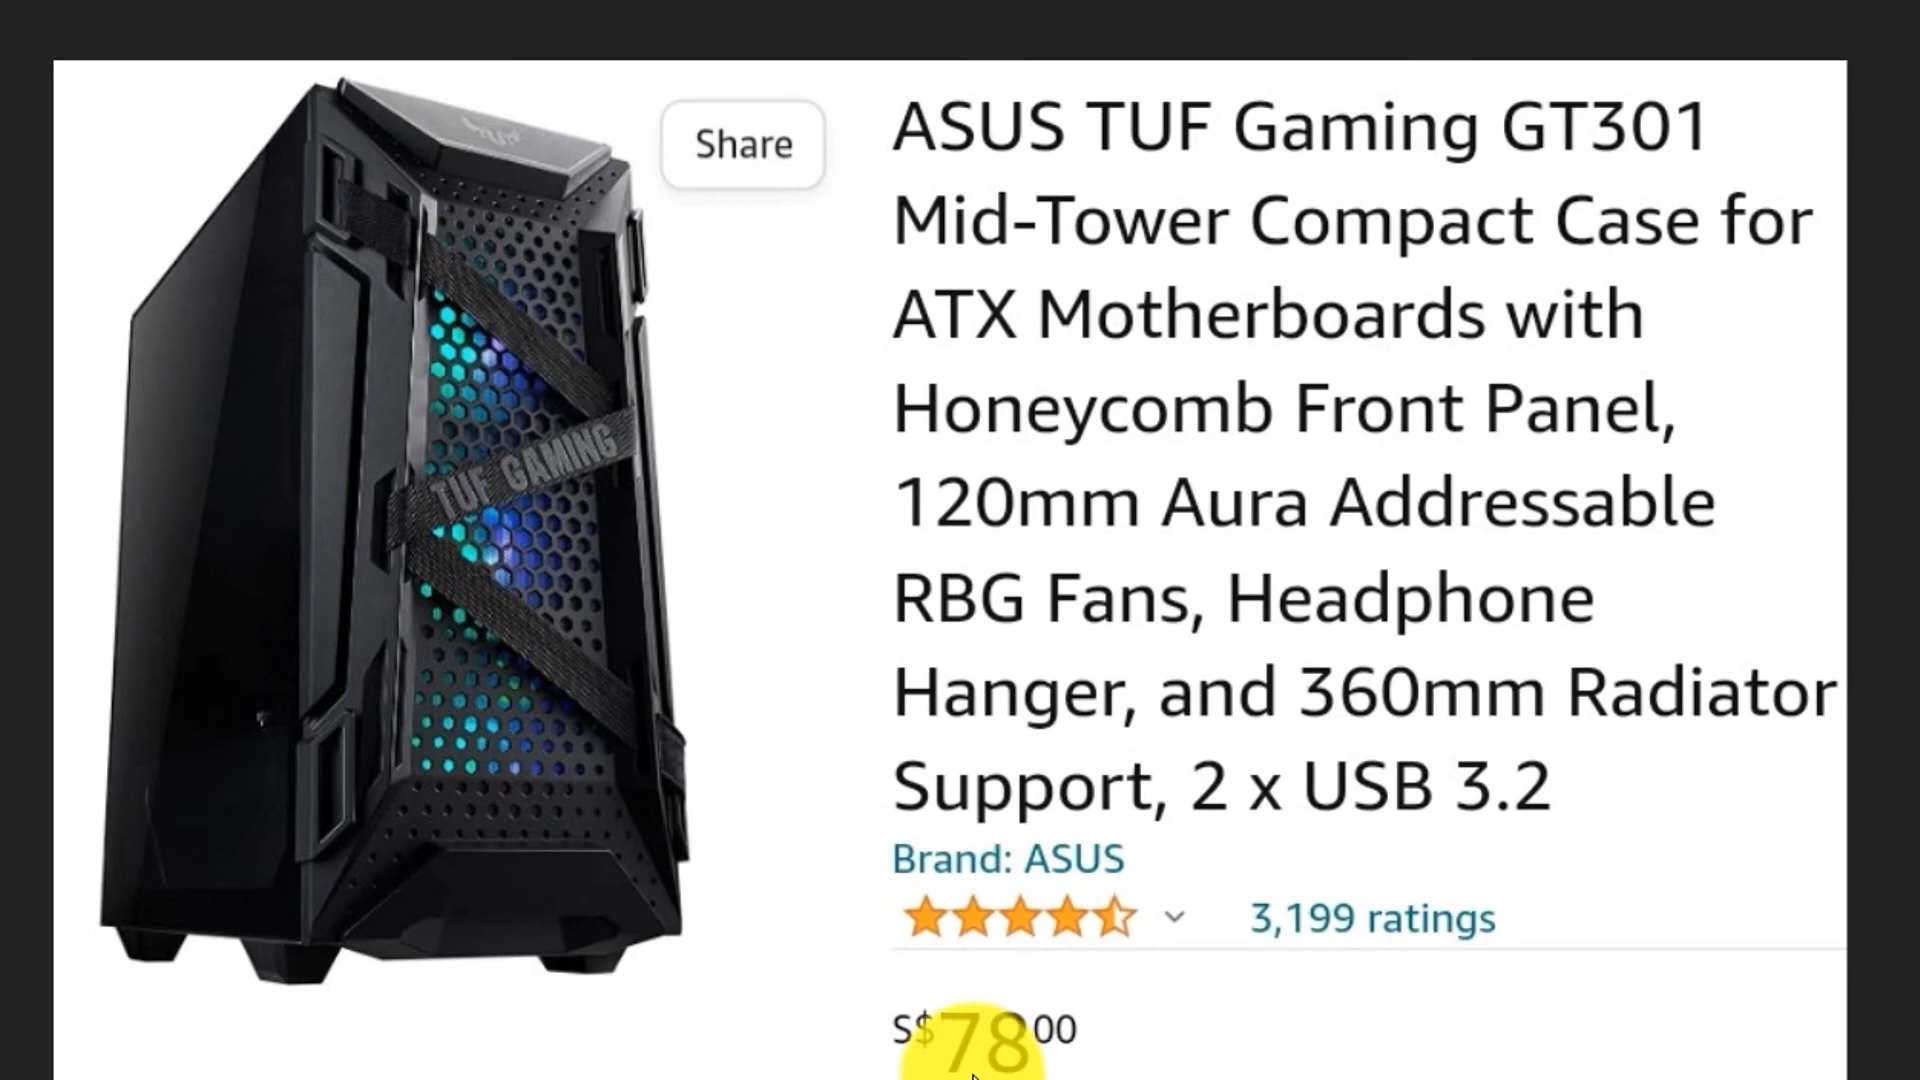 Share
ASUS TUF Gaming GT301
Mid-Tower Compact Case for
ATX Motherboards with
Honeycomb Front Panel,
120mm Aura Addressable
RBG Fans, Headphone
Hanger, and 360mm Radiator
Support, 2 x USB 3.2
Brand: ASUS
3,199 ratings
S$7800
TUF GAMING